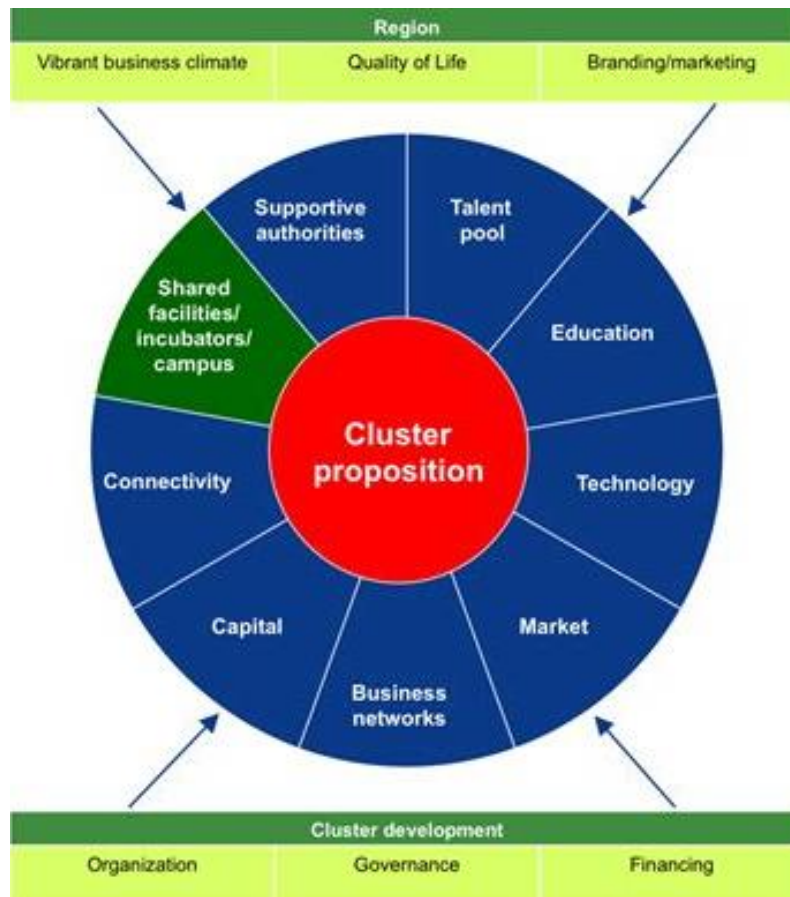 Region
Vibrant business climate
Quality of Life
Branding/marketing
Supportive
authorities
Talent
pool
Shared
facilities/
incubators/
campus
Education
Cluster
proposition
Connectivity
Technology
Capital
Market
Business
networks
Cluster development
Organization
Governance
Financing